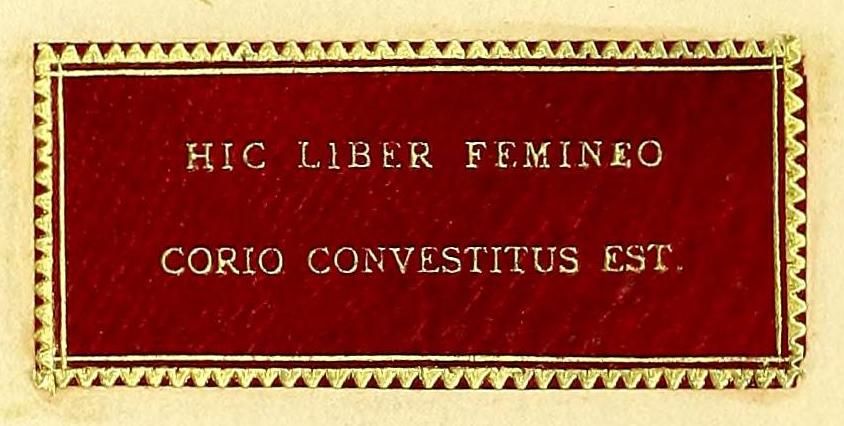 HIC LIBER FEMINEO
CORIO CONVESTITUS EST.